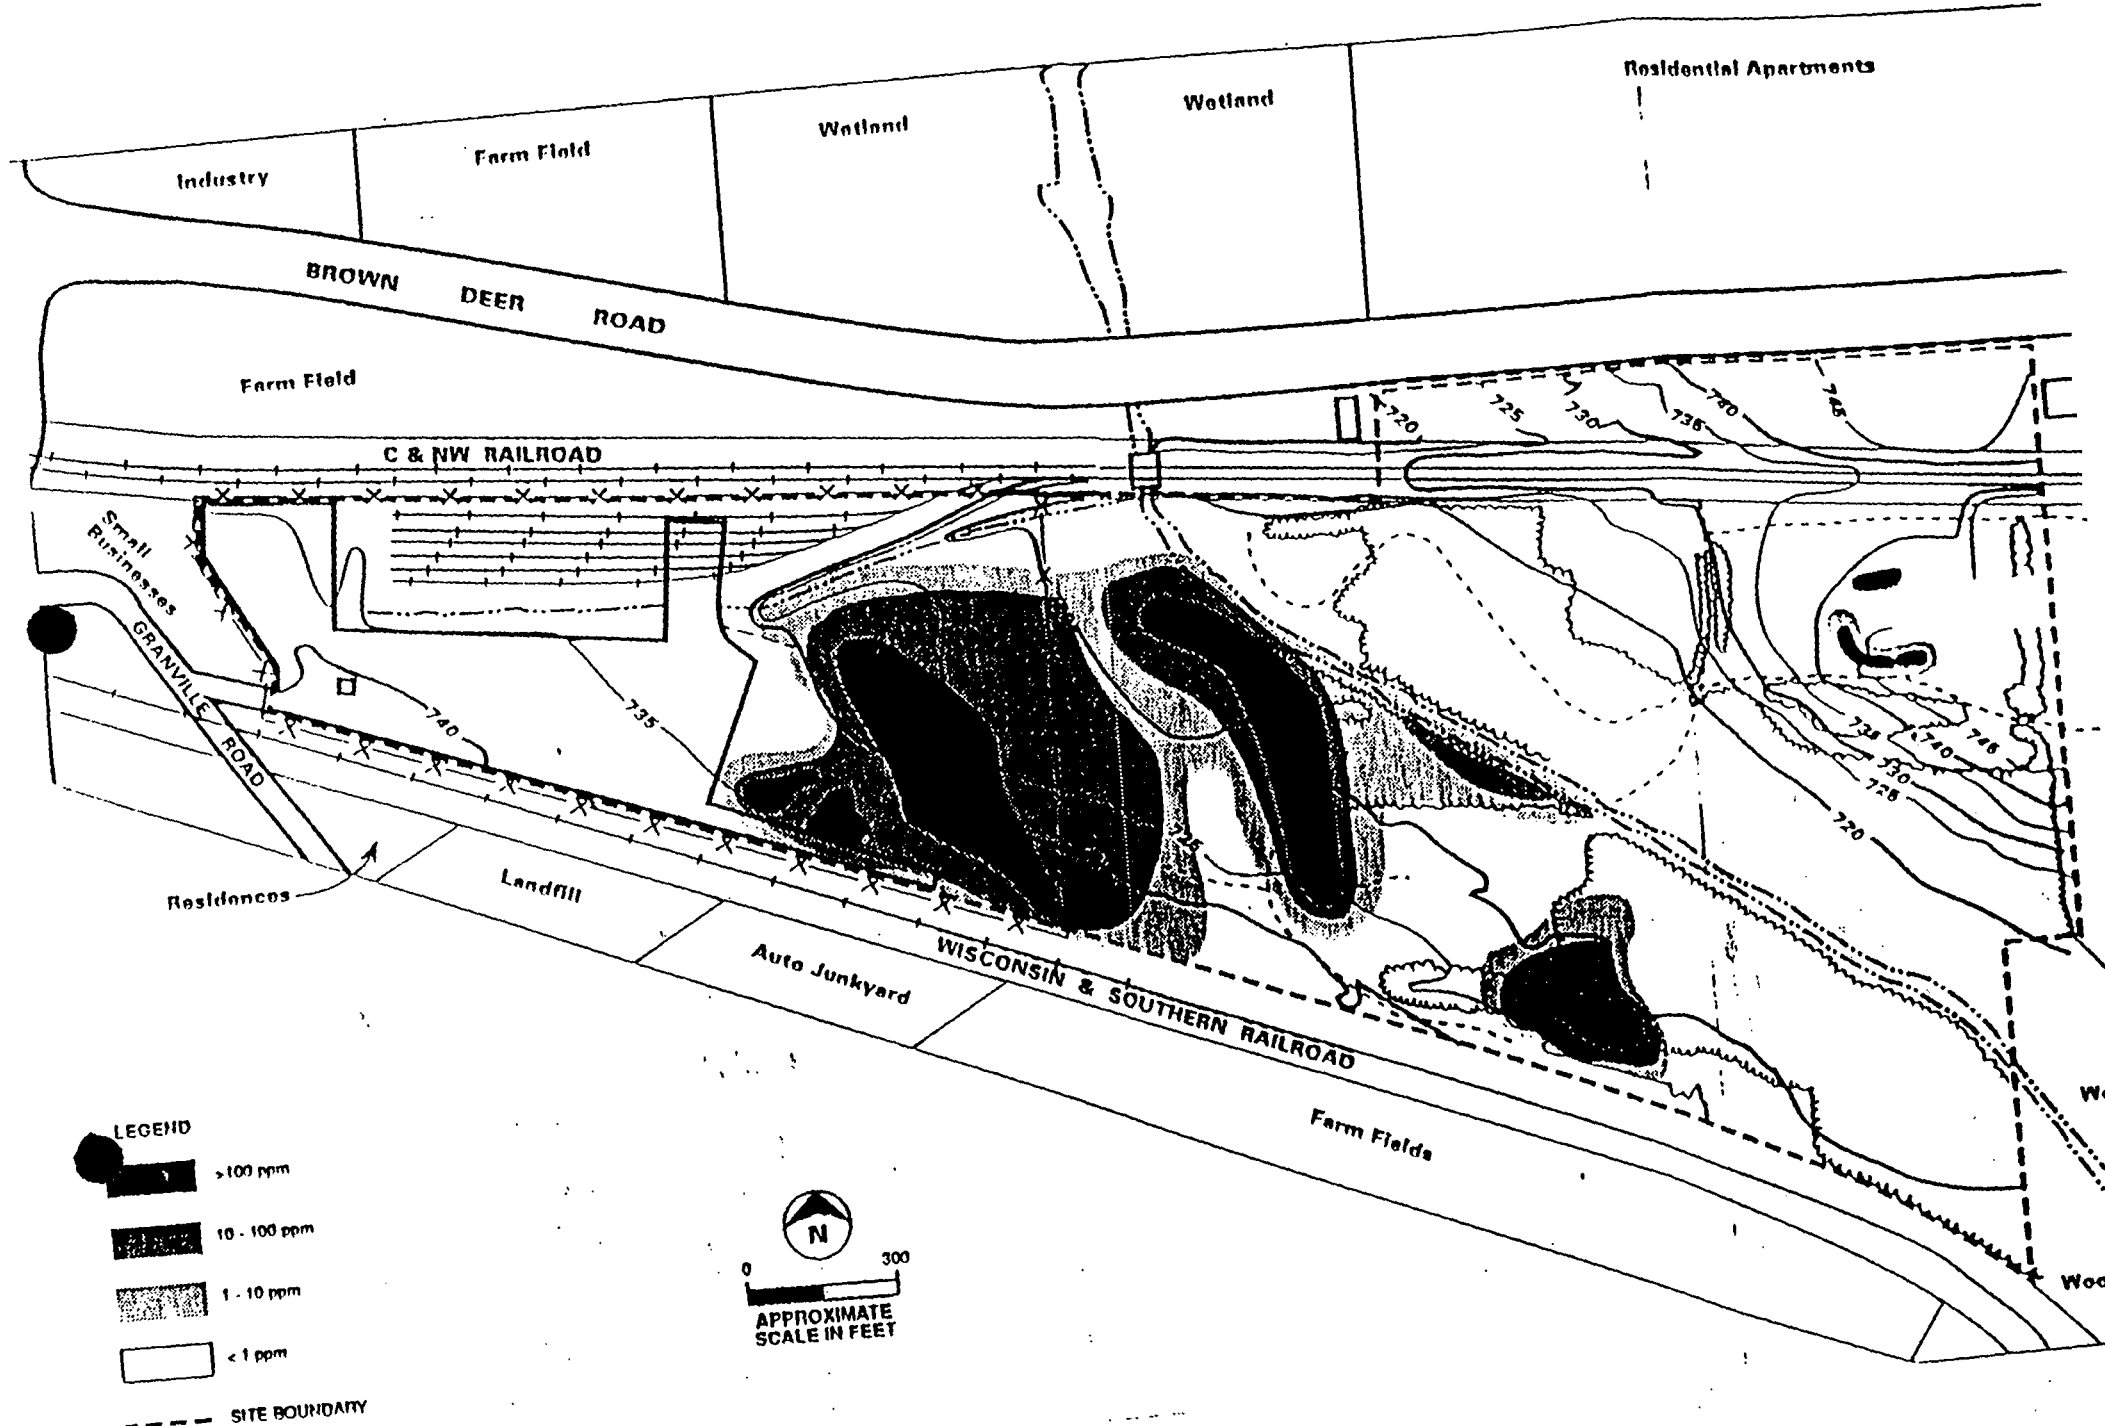 Residential Apartments
Wetland
Wetland
Farm Field
Industry
BROWN DEER ROAD
Farm Field
C & NW RAILROAD
720
725
730
735
740
745
Small
Businesses
GRANVILLE ROAD
740
735
725
735
740
745
730
725
720
Residences
Landfill
Auto Junkyard
WISCONSIN & SOUTHERN RAILROAD
Farm Fields
LEGEND
>100 ppm
10 - 100 ppm
1 - 10 ppm
< 1 ppm
SITE BOUNDARY
N
0 300
APPROXIMATE
SCALE IN FEET